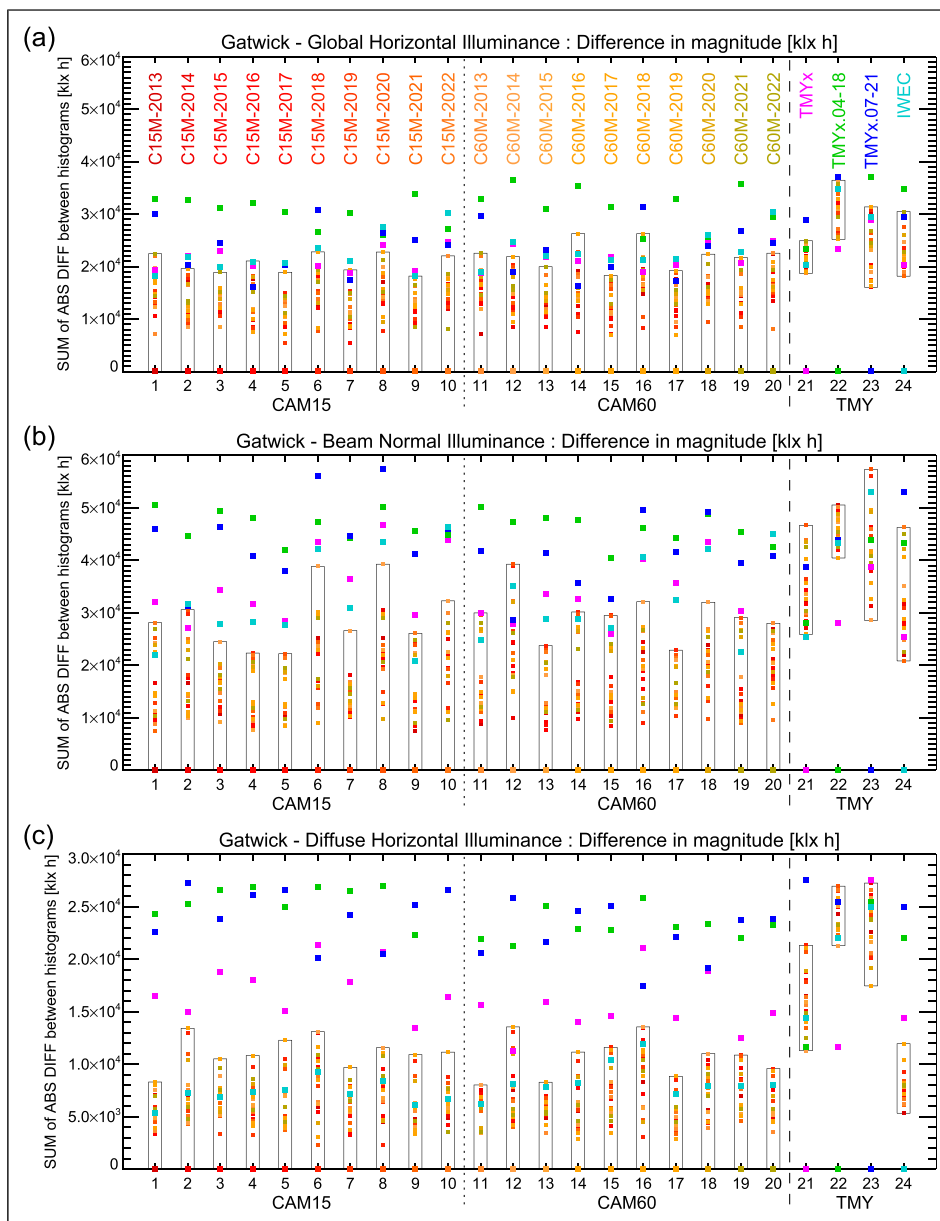 (a)
Gatwick - Global Horizontal Illuminance : Difference in magnitude [klx h]
SUM of ABS DIFF between histograms [klx h]
6×10⁴
5×10⁴
4×10⁴
3×10⁴
2×10⁴
1×10⁴
0
C15M-2013
C15M-2014
C15M-2015
C15M-2016
C15M-2017
C15M-2018
C15M-2019
C15M-2020
C15M-2021
C15M-2022
C60M-2013
C60M-2014
C60M-2015
C60M-2016
C60M-2017
C60M-2018
C60M-2019
C60M-2020
C60M-2021
C60M-2022
TMYx
TMYx.04-18
TMYx.07-21
IWEC
1 2 3 4 5 6 7 8 9 10 11 12 13 14 15 16 17 18 19 20 21 22 23 24
CAM15 CAM60 TMY
(b)
Gatwick - Beam Normal Illuminance : Difference in magnitude [klx h]
SUM of ABS DIFF between histograms [klx h]
6×10⁴
5×10⁴
4×10⁴
3×10⁴
2×10⁴
1×10⁴
0
1 2 3 4 5 6 7 8 9 10 11 12 13 14 15 16 17 18 19 20 21 22 23 24
CAM15 CAM60 TMY
(c)
Gatwick - Diffuse Horizontal Illuminance : Difference in magnitude [klx h]
SUM of ABS DIFF between histograms [klx h]
3.0×10⁴
2.5×10⁴
2.0×10⁴
1.5×10⁴
1.0×10⁴
5.0×10³
0
1 2 3 4 5 6 7 8 9 10 11 12 13 14 15 16 17 18 19 20 21 22 23 24
CAM15 CAM60 TMY